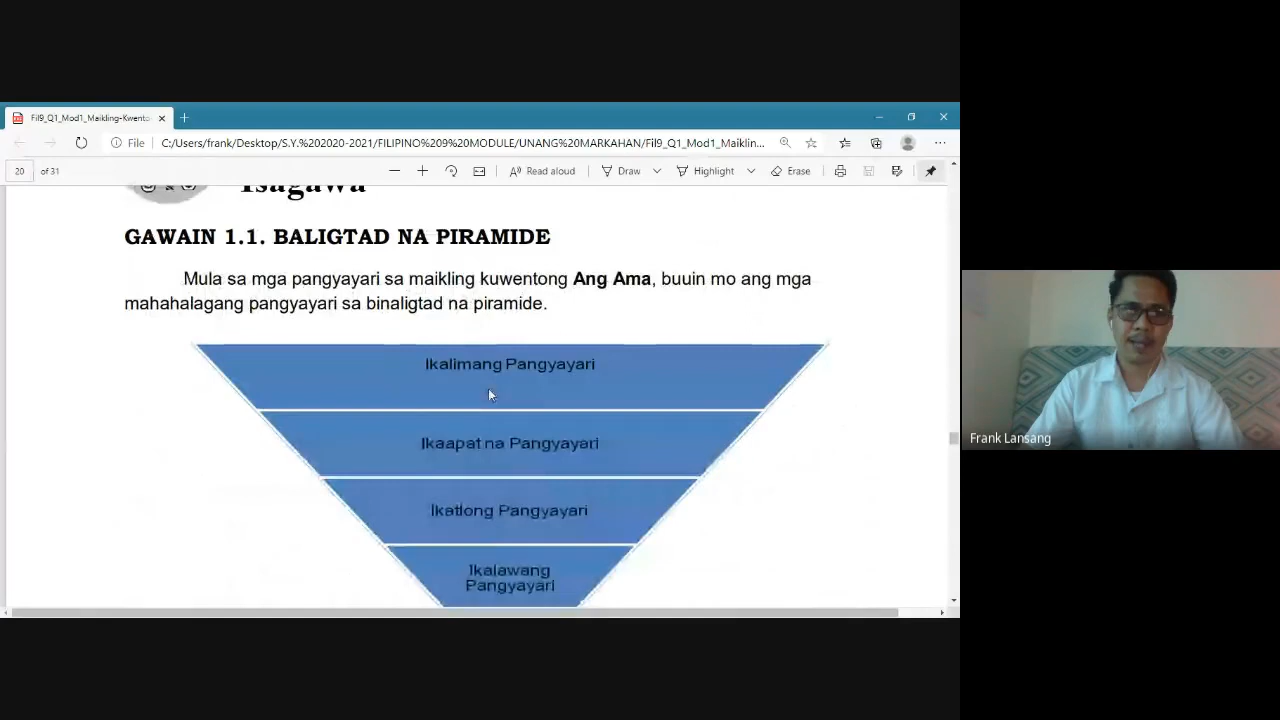 Fil9_Q1_Mod1_Maikling-Kwento
File
C:/Users/frank/Desktop/S.Y.%202020-2021/FILIPINO%209%20MODULE/UNANG%20MARKAHAN/Fil9_Q1_Mod1_Maiklin...
20 of 31
Read aloud
Draw
Highlight
Erase
Isagawa
GAWAIN 1.1. BALIGTAD NA PIRAMIDE
Mula sa mga pangyayari sa maikling kuwentong Ang Ama, buuin mo ang mga
mahahalagang pangyayari sa binaligtad na piramide.
Ikalimang Pangyayari
Ikaapat na Pangyayari
Ikatlong Pangyayari
Ikalawang
Pangyayari
Frank Lansang